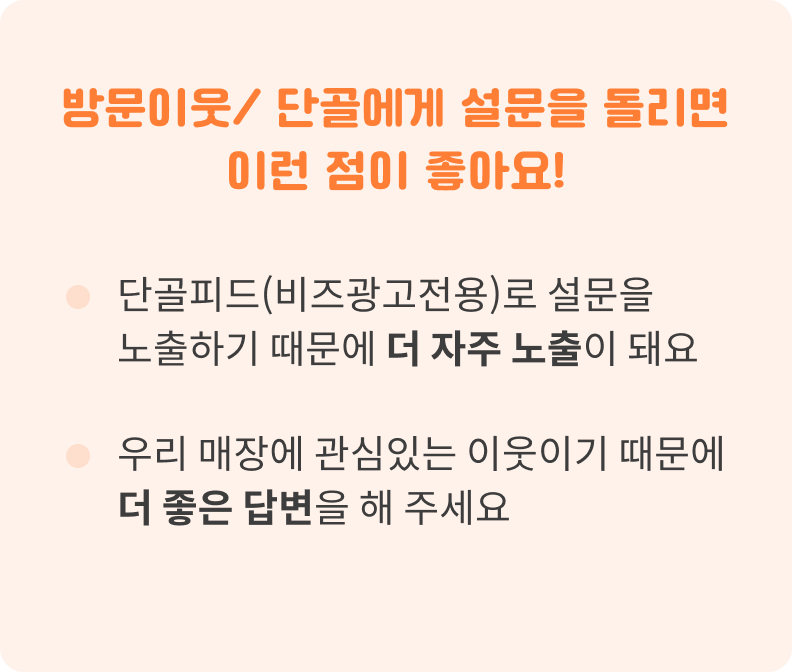 방문이웃/ 단골에게 설문을 돌리면
이런 점이 좋아요!
단골피드(비즈광고전용)로 설문을
노출하기 때문에 더 자주 노출이 돼요
우리 매장에 관심있는 이웃이기 때문에
더 좋은 답변을 해 주세요